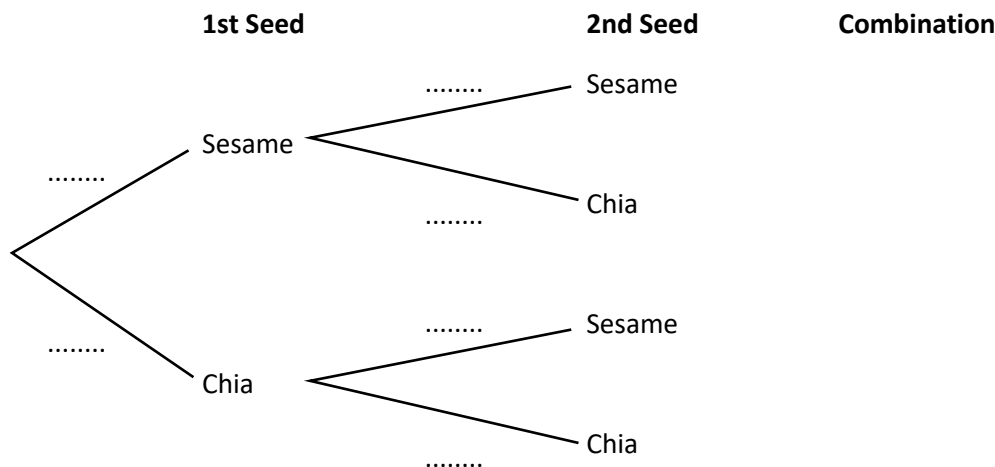 1st Seed 2nd Seed Combination
........ Sesame
Sesame
........
Chia
........
........ Sesame
........
Chia
Chia
........